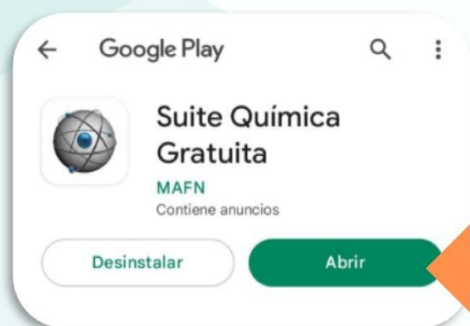 Google Play
Suite Química
Gratuita
MAFN
Contiene anuncios
Desinstalar
Abrir